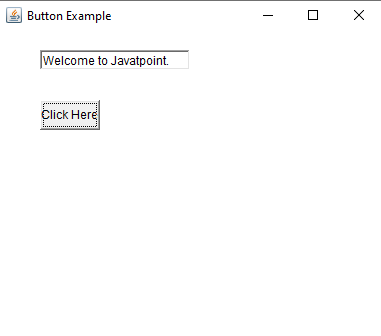 Button Example
Welcome to Javatpoint.
Click Here